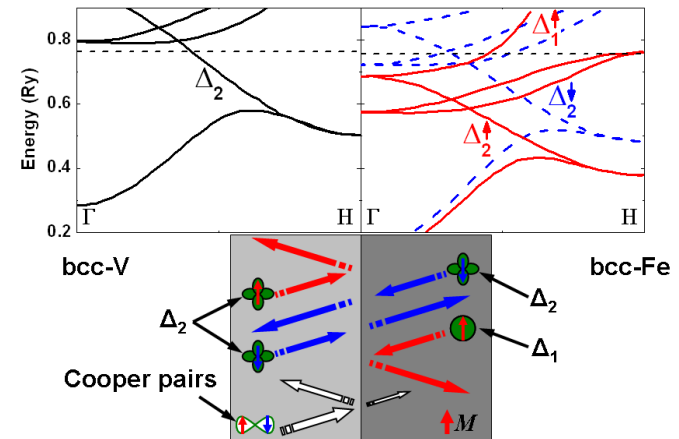 Energy (Ry)
0.8
0.6
0.4
0.2
Δ2
Γ
H
Δ1↑
Δ2↓
Δ2↑
Γ
H
bcc-V
bcc-Fe
Δ2
Δ2
Δ1
Cooper pairs
M